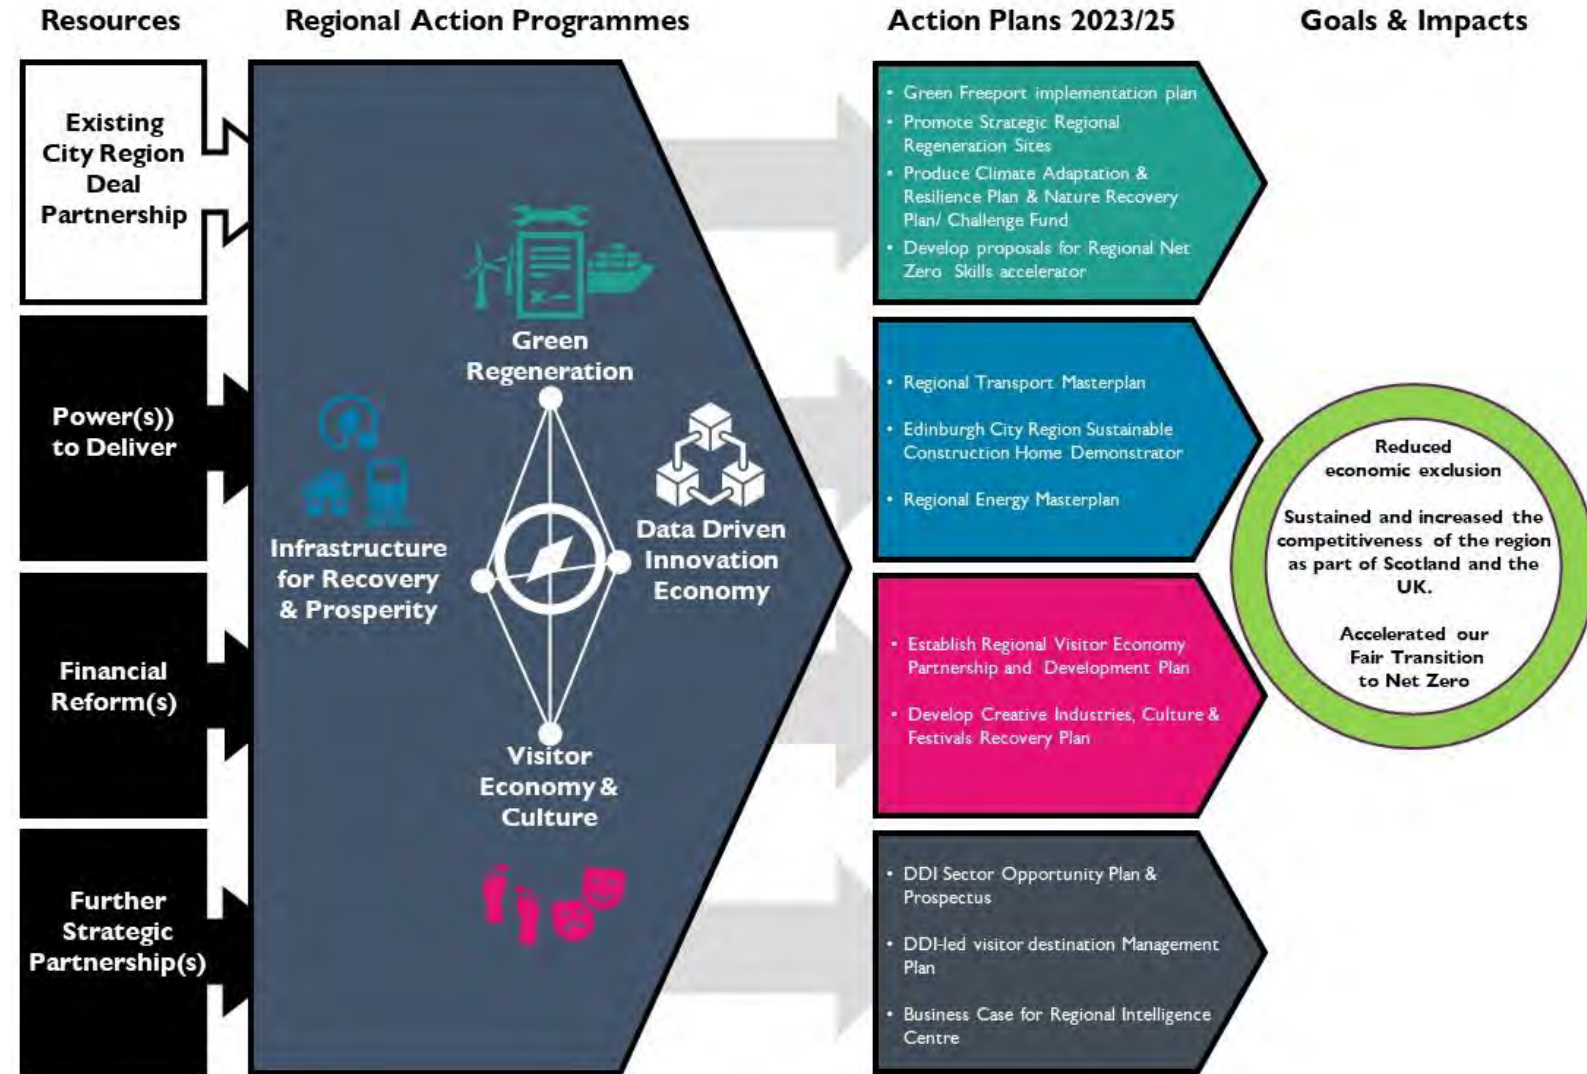 Resources
Regional Action Programmes
Action Plans 2023/25
Goals & Impacts
Existing
City Region
Deal
Partnership
Power(s))
to Deliver
Financial
Reform(s)
Further
Strategic
Partnership(s)
Green
Regeneration
Infrastructure
for Recovery
& Prosperity
Data Driven
Innovation
Economy
Visitor
Economy &
Culture
• Green Freeport implementation plan
• Promote Strategic Regional
Regeneration Sites
• Produce Climate Adaptation &
Resilience Plan & Nature Recovery
Plan/ Challenge Fund
• Develop proposals for Regional Net
Zero Skills accelerator
• Regional Transport Masterplan
• Edinburgh City Region Sustainable
Construction Home Demonstrator
• Regional Energy Masterplan
• Establish Regional Visitor Economy
Partnership and Development Plan
• Develop Creative Industries, Culture &
Festivals Recovery Plan
• DDI Sector Opportunity Plan &
Prospectus
• DDI-led visitor destination Management
Plan
• Business Case for Regional Intelligence
Centre
Reduced
economic exclusion
Sustained and increased the
competitiveness of the region
as part of Scotland and the
UK.
Accelerated our
Fair Transition
to Net Zero